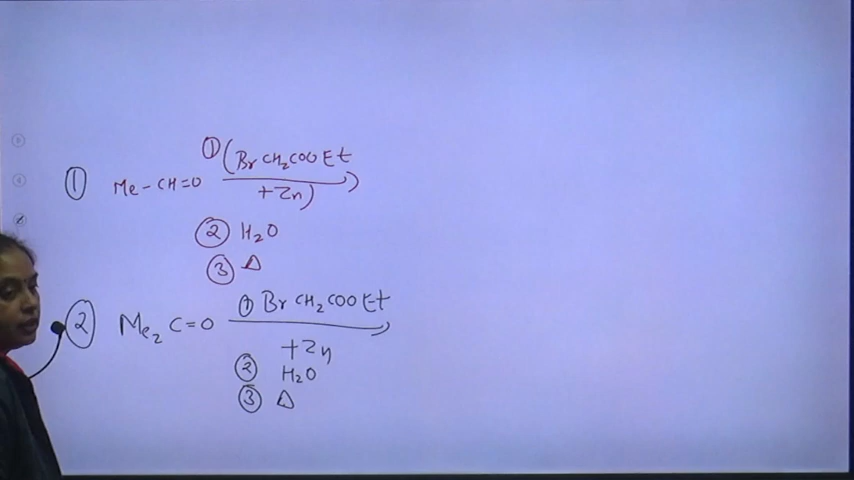 ① (BrCH₂COOEt
① Me-CH=O
+Zn)
② H₂O
③ Δ
② Me₂C=O ① BrCH₂COOEt
+Zn
② H₂O
③ Δ